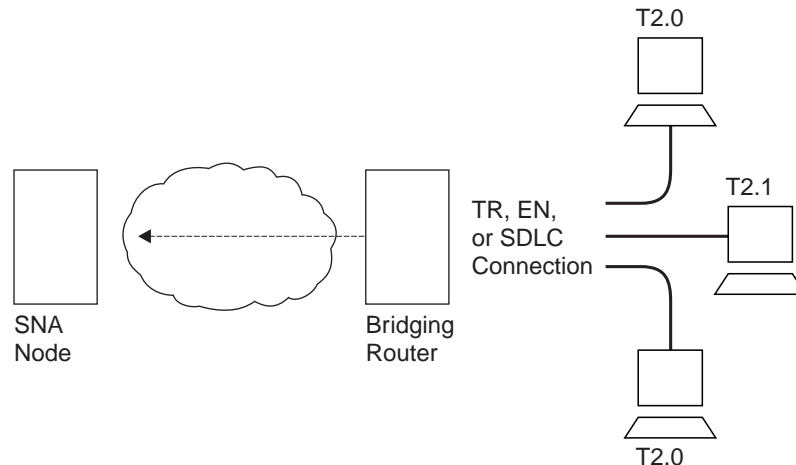 T2.0
T2.1
TR, EN,
or SDLC
Connection
SNA
Node
Bridging
Router
T2.0